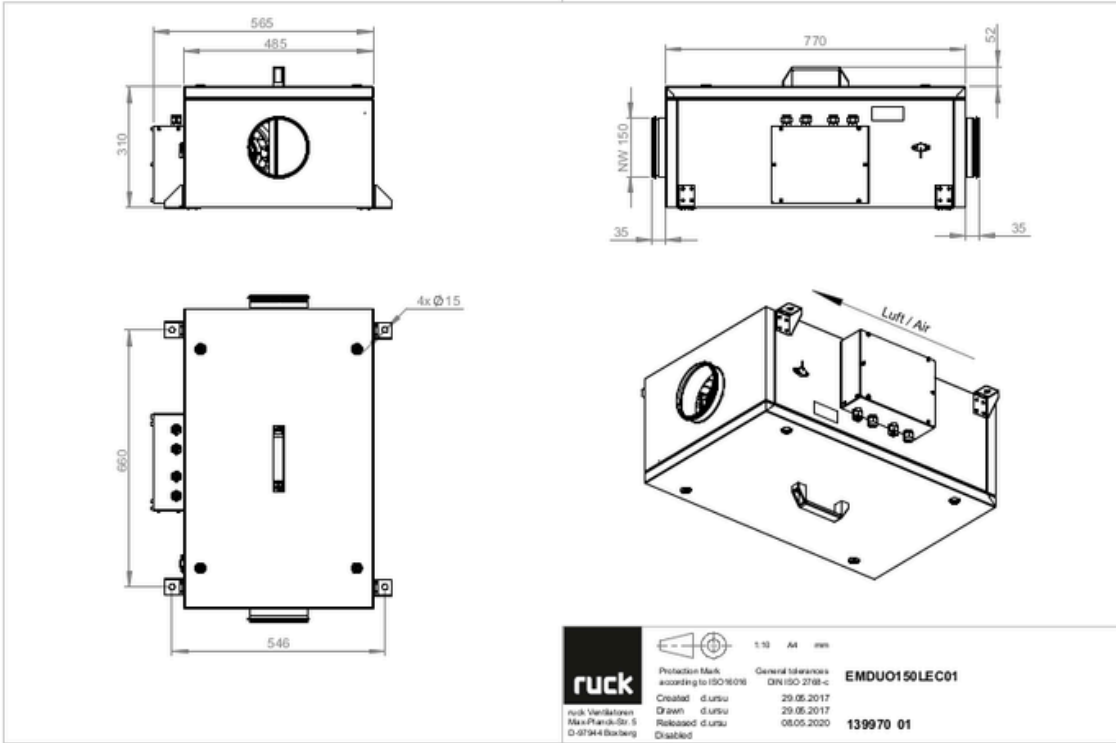 565
485
310
770
52
NW 150
35
35
4x Ø 15
660
546
Luft / Air
ruck
ruck Ventilatoren
Max-Planck-Str. 5
D-97944 Boxberg
1:10 A4 mm
Protection Mark
according to ISO16016
General tolerances
DIN ISO 2768-c
EMDUO150LEC01
Created d.ursu 29.05.2017
Drawn d.ursu 29.05.2017
Released d.ursu 08.05.2020
Disabled
139970 01